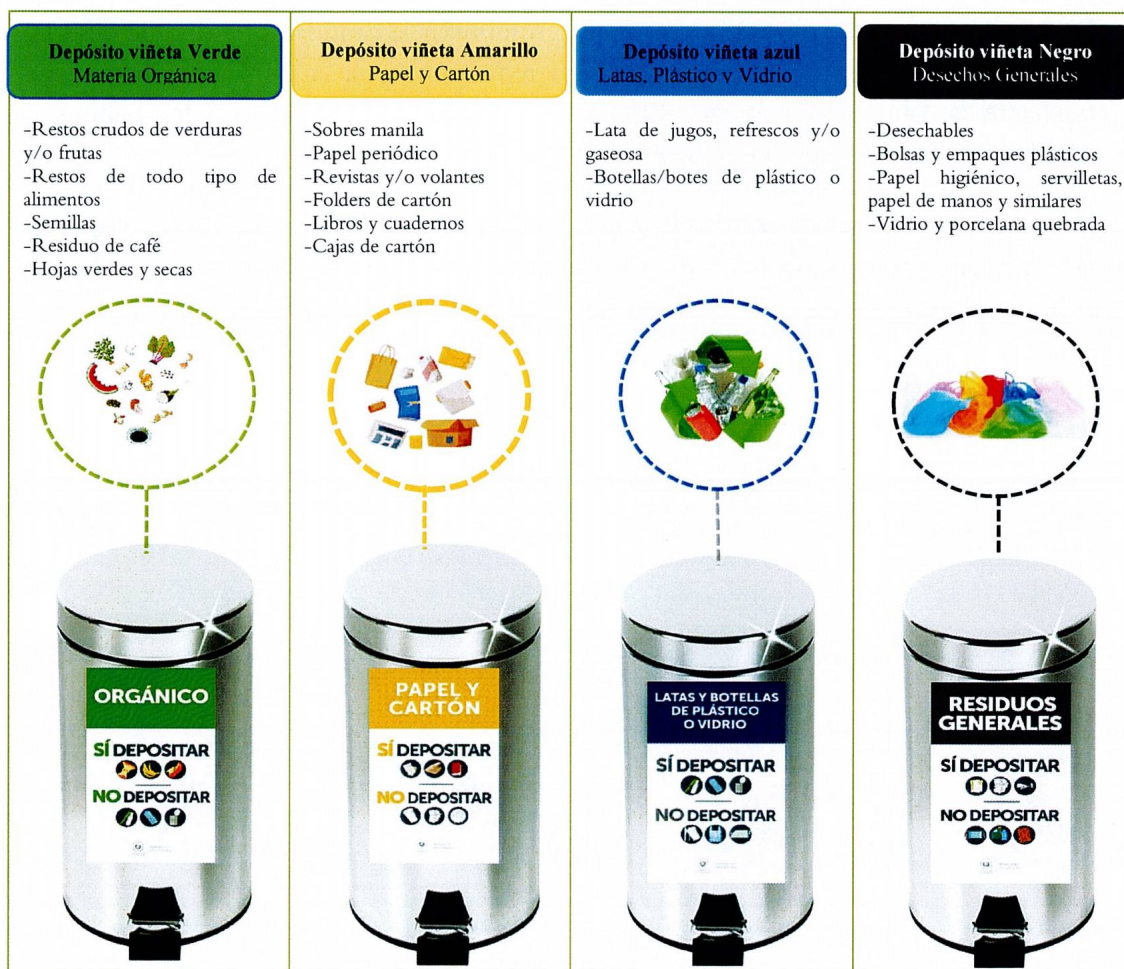 Depósito viñeta Verde
Materia Orgánica
-Restos crudos de verduras
y/o frutas
-Restos de todo tipo de
alimentos
-Semillas
-Residuo de café
-Hojas verdes y secas
ORGÁNICO
SÍ DEPOSITAR
NO DEPOSITAR
Depósito viñeta Amarillo
Papel y Cartón
-Sobres manila
-Papel periódico
-Revistas y/o volantes
-Folders de cartón
-Libros y cuadernos
-Cajas de cartón
PAPEL Y
CARTÓN
SÍ DEPOSITAR
NO DEPOSITAR
Depósito viñeta azul
Latas, Plástico y Vidrio
-Lata de jugos, refrescos y/o
gaseosa
-Botellas/botes de plástico o
vidrio
LATAS Y BOTELLAS
DE PLÁSTICO
O VIDRIO
SÍ DEPOSITAR
NO DEPOSITAR
Depósito viñeta Negro
Desechos Generales
-Desechables
-Bolsas y empaques plásticos
-Papel higiénico, servilletas,
papel de manos y similares
-Vidrio y porcelana quebrada
RESIDUOS
GENERALES
SÍ DEPOSITAR
NO DEPOSITAR